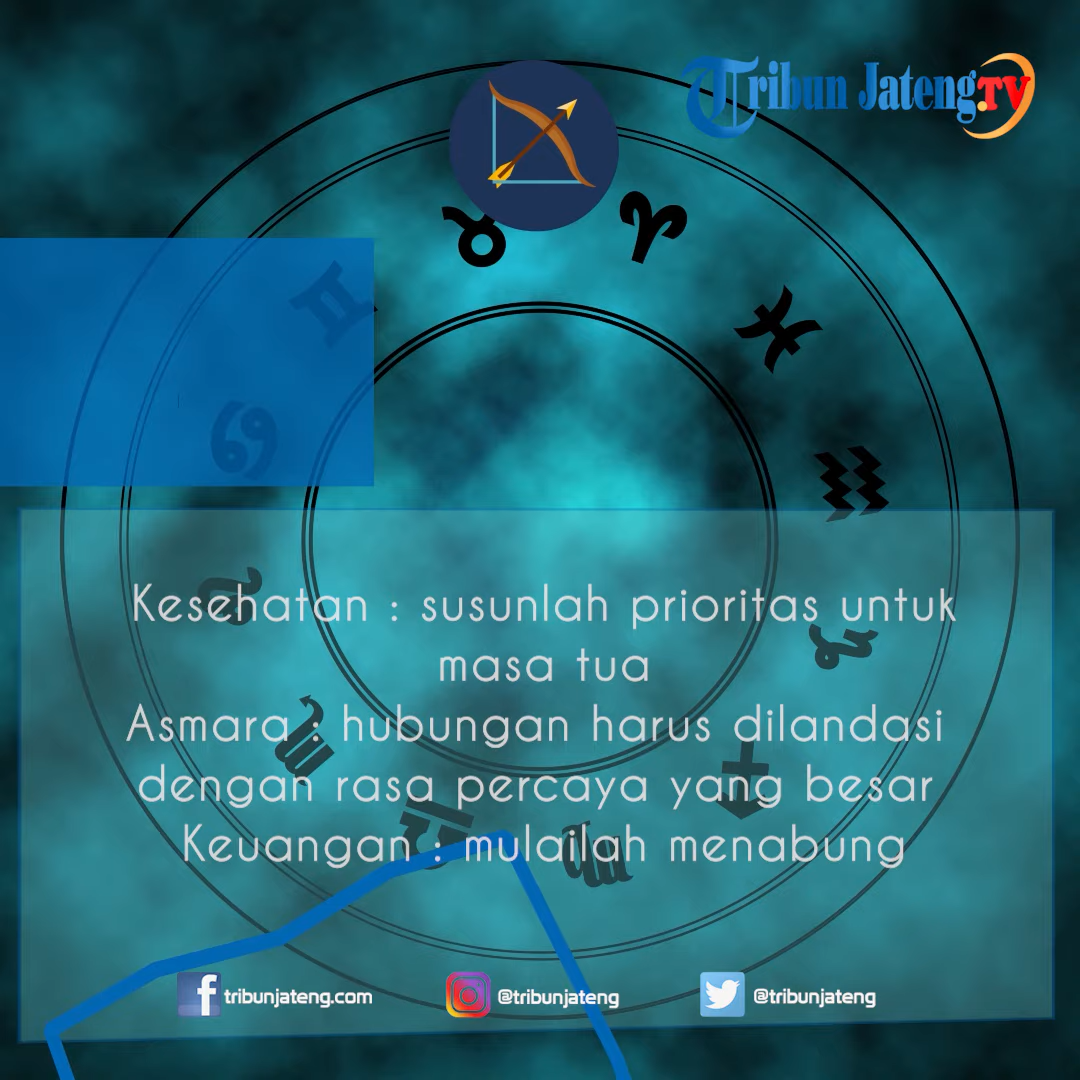 Tribun Jateng.TV
Kesehatan : susunlah prioritas untuk
masa tua
Asmara : hubungan harus dilandasi
dengan rasa percaya yang besar
Keuangan : mulailah menabung
tribunjateng.com
@tribunjateng
@tribunjateng